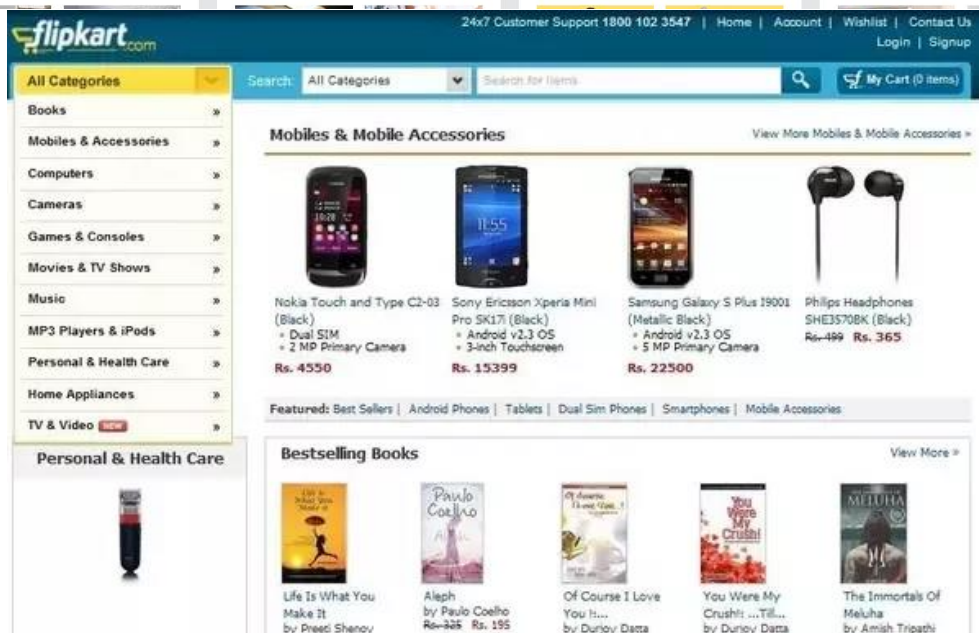 flipkart.com
24x7 Customer Support 1800 102 3547 | Home | Account | Wishlist | Contact Us
Login | Signup
All Categories
Search: All Categories Search for items
My Cart (0 items)
Books »
Mobiles & Accessories »
Computers »
Cameras »
Games & Consoles »
Movies & TV Shows »
Music »
MP3 Players & iPods »
Personal & Health Care »
Home Appliances »
TV & Video NEW »
Personal & Health Care
Mobiles & Mobile Accessories
View More Mobiles & Mobile Accessories »
Nokia Touch and Type C2-03
(Black)
Dual SIM
2 MP Primary Camera
Rs. 4550
11:55
Sony Ericsson Xperia Mini
Pro SK17i (Black)
Android v2.3 OS
3-inch Touchscreen
Rs. 15399
Samsung Galaxy S Plus I9001
(Metallic Black)
Android v2.3 OS
5 MP Primary Camera
Rs. 22500
Philips Headphones
SHE3570BK (Black)
Rs. 499 Rs. 365
Featured: Best Sellers | Android Phones | Tablets | Dual Sim Phones | Smartphones | Mobile Accessories
Bestselling Books
View More »
Life is
What You
Make it
Life Is What You
Make It
by Preeti Shenoy
Paulo
Coelho
Aleph
by Paulo Coelho
Rs. 325 Rs. 195
Of Course I Love
You !:...
by Durjoy Datta
You
Were
My
Crush!
You Were My
Crush!: ...Till...
by Durjoy Datta
MELUHA
The Immortals Of
Meluha
by Amish Tripathi